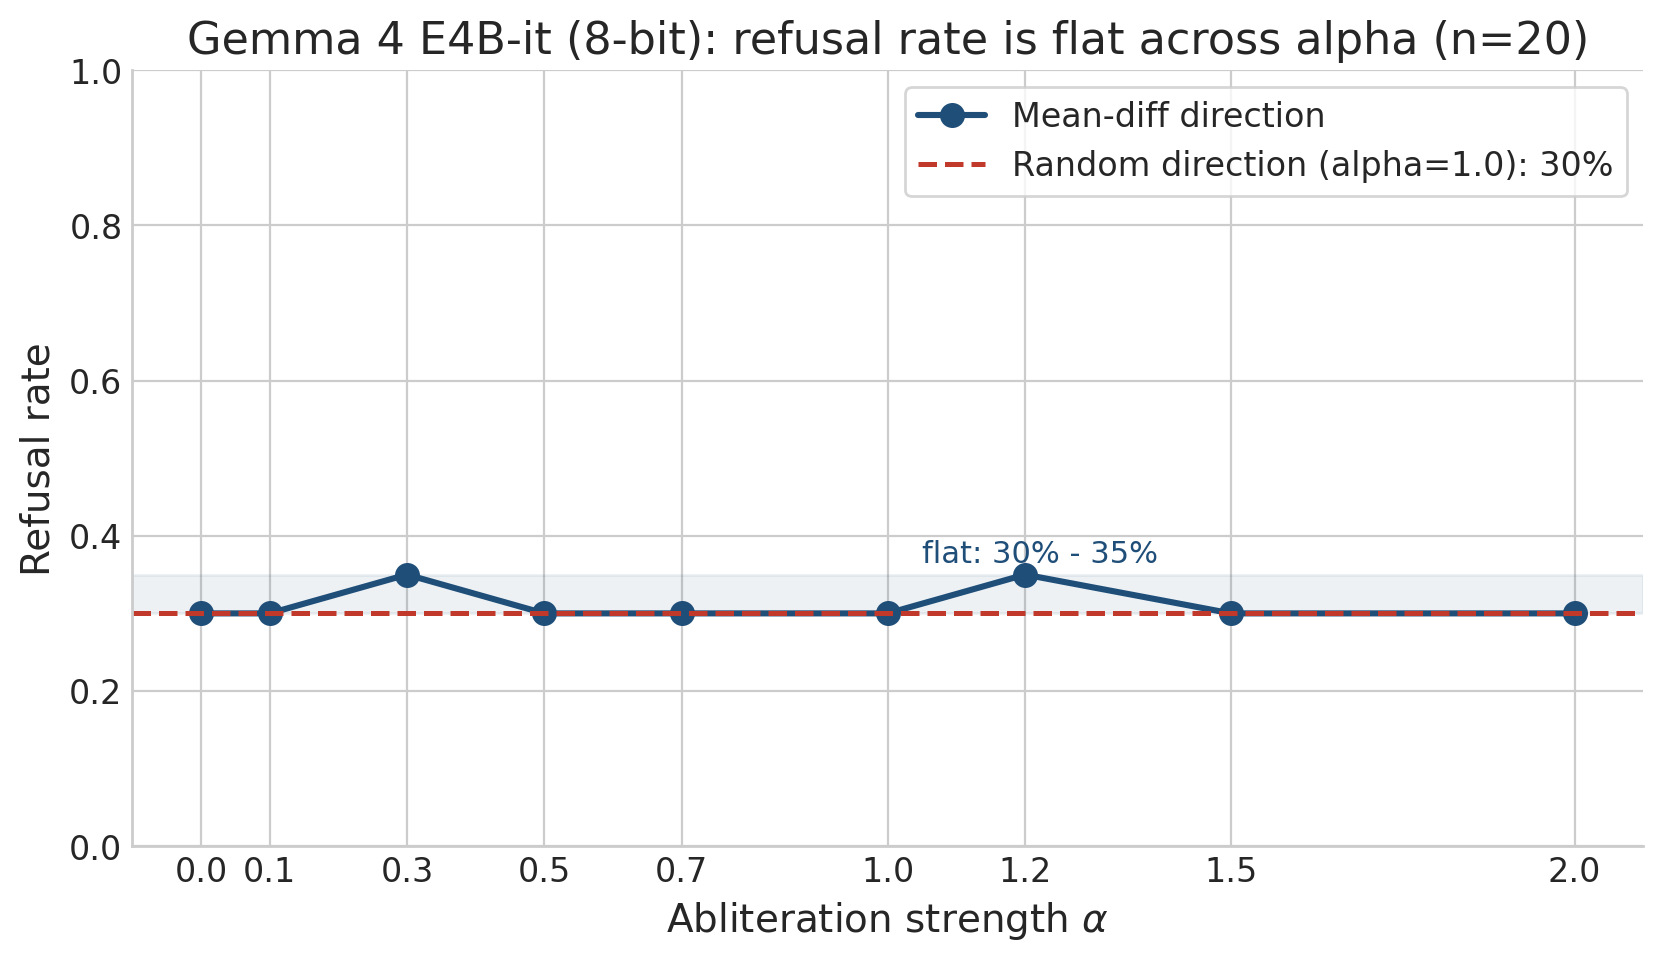 Gemma 4 E4B-it (8-bit): refusal rate is flat across alpha (n=20)
Mean-diff direction
Random direction (alpha=1.0): 30%
Refusal rate
1.0
0.8
0.6
0.4
0.2
0.0
flat: 30% - 35%
0.0 0.1 0.3 0.5 0.7 1.0 1.2 1.5 2.0
Abliteration strength α